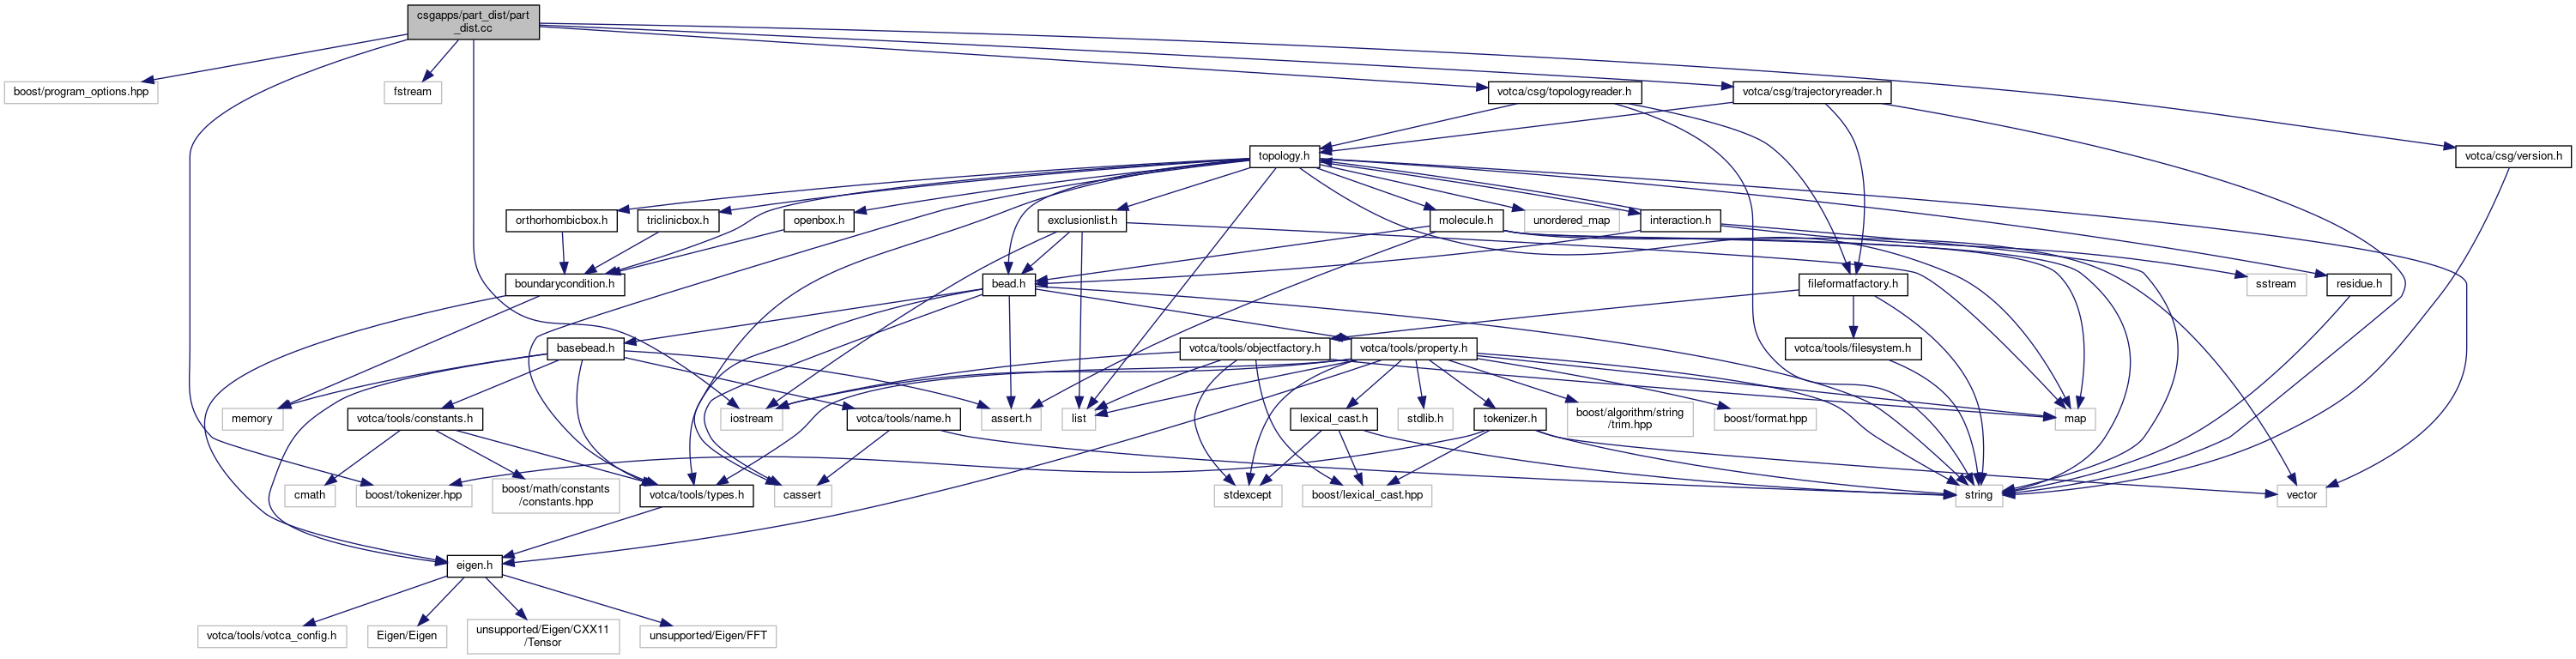 csgapps/part_dist/part
_dist.cc
boost/program_options.hpp
fstream
votca/csg/topologyreader.h
votca/csg/trajectoryreader.h
topology.h
votca/csg/version.h
orthorhombicbox.h
triclinicbox.h
openbox.h
exclusionlist.h
molecule.h
unordered_map
interaction.h
boundarycondition.h
bead.h
fileformatfactory.h
sstream
residue.h
basebead.h
votca/tools/objectfactory.h
votca/tools/property.h
votca/tools/filesystem.h
memory
votca/tools/constants.h
iostream
votca/tools/name.h
assert.h
list
lexical_cast.h
stdlib.h
tokenizer.h
boost/algorithm/string
/trim.hpp
boost/format.hpp
map
cmath
boost/tokenizer.hpp
boost/math/constants
/constants.hpp
votca/tools/types.h
cassert
stdexcept
boost/lexical_cast.hpp
string
vector
eigen.h
votca/tools/votca_config.h
Eigen/Eigen
unsupported/Eigen/CXX11
/Tensor
unsupported/Eigen/FFT